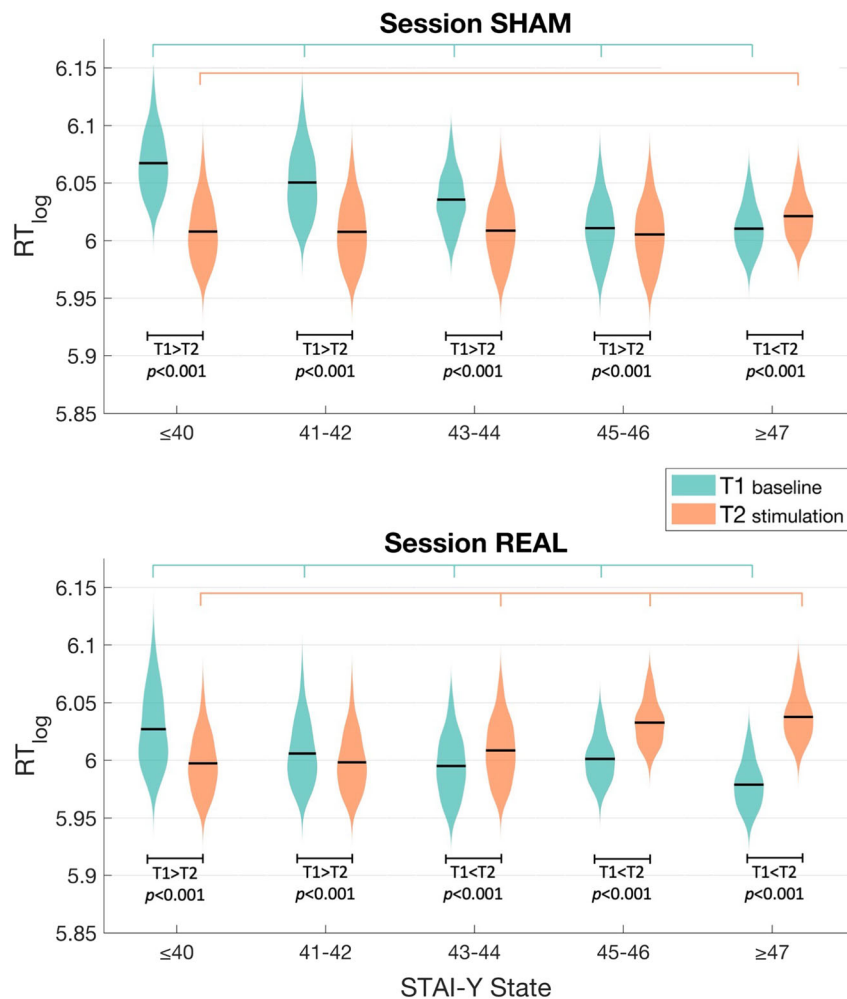 Session SHAM
RTlog
6.15
6.1
6.05
6
5.95
5.9
5.85
T1>T2 T1>T2 T1>T2 T1>T2 T1<T2
p<0.001 p<0.001 p<0.001 p<0.001 p<0.001
≤40 41-42 43-44 45-46 ≥47
T1 baseline
T2 stimulation
Session REAL
RTlog
6.15
6.1
6.05
6
5.95
5.9
5.85
T1>T2 T1>T2 T1<T2 T1<T2 T1<T2
p<0.001 p<0.001 p<0.001 p<0.001 p<0.001
≤40 41-42 43-44 45-46 ≥47
STAI-Y State